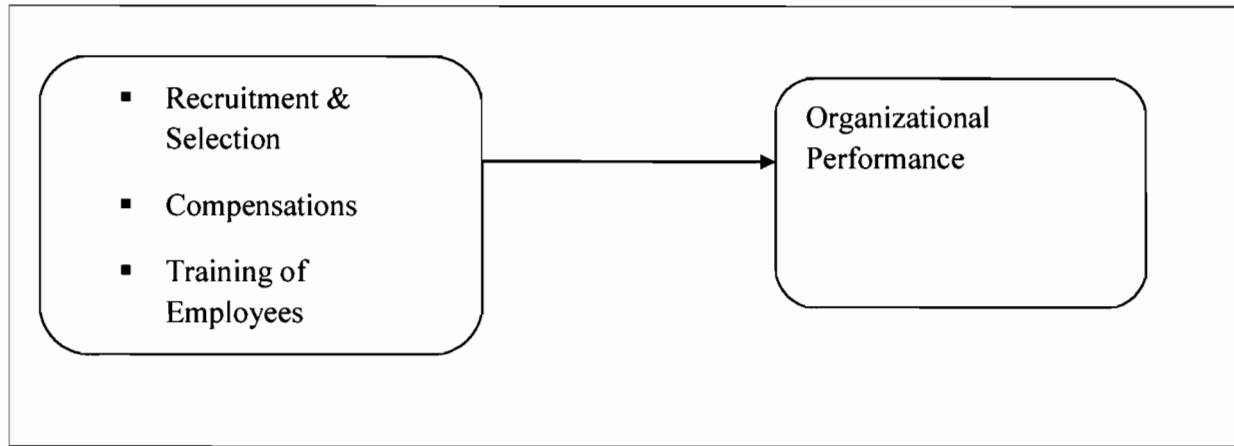 ▪ Recruitment &
Selection
▪ Compensations
▪ Training of
Employees
Organizational
Performance